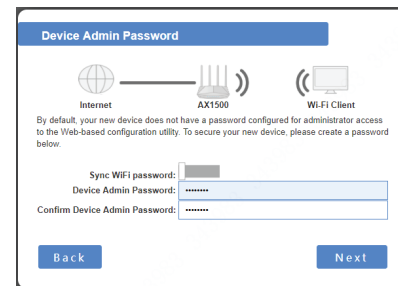 Device Admin Password
Internet
AX1500
Wi-Fi Client
By default, your new device does not have a password configured for administrator access
to the Web-based configuration utility. To secure your new device, please create a password
below.
Sync WiFi password:
Device Admin Password: ••••••••
Confirm Device Admin Password: ••••••••
Back
Next